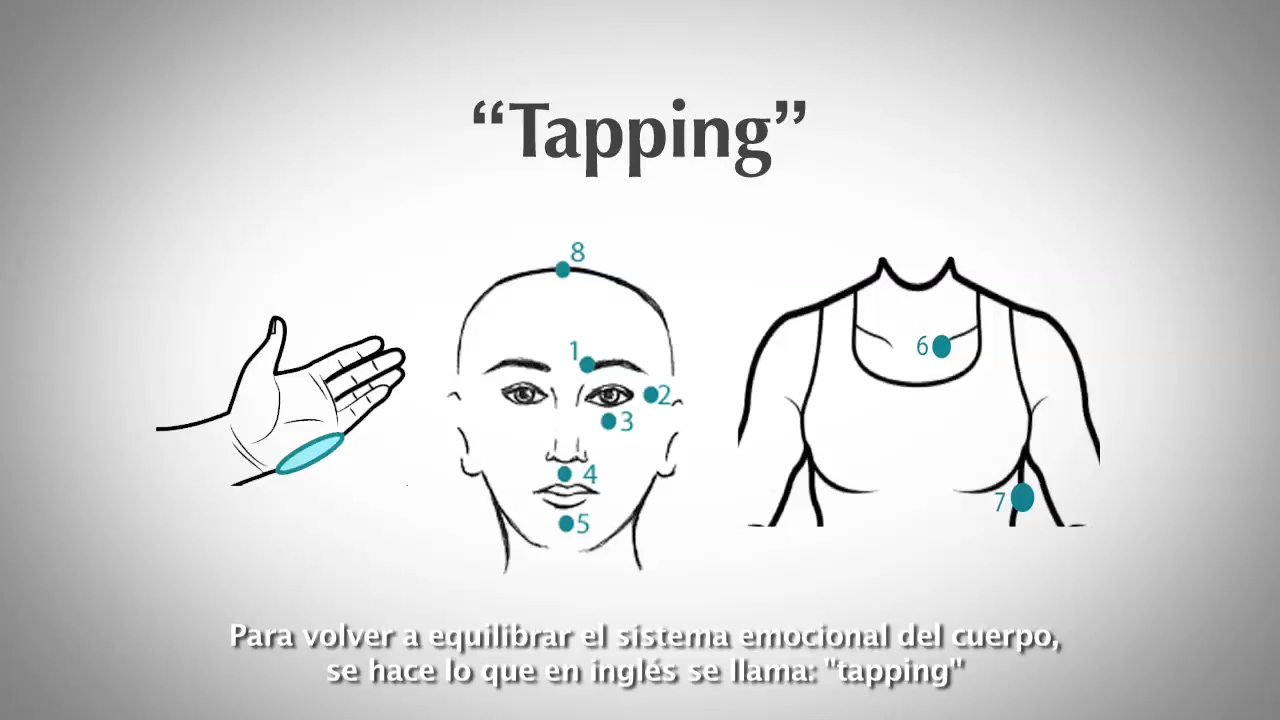 “Tapping”
8
1
2
3
4
5
6
7
Para volver a equilibrar el sistema emocional del cuerpo,
se hace lo que en inglés se llama: "tapping"